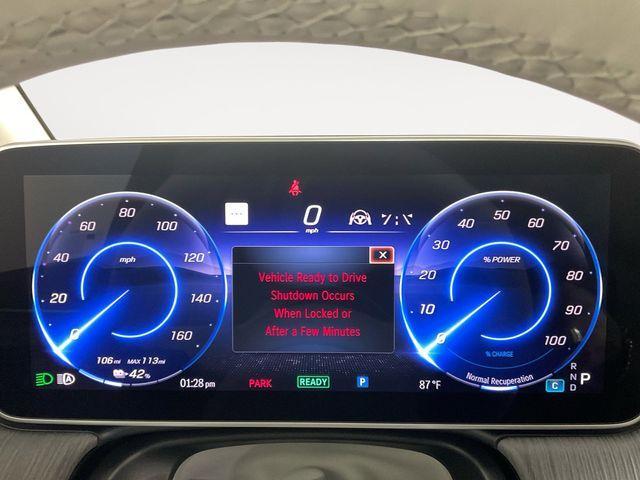 0
mph
0
20
40
60
80
100
120
140
160
mph
106 mi MAX 113 mi
42%
A
01:28 pm
Vehicle Ready to Drive
Shutdown Occurs
When Locked or
After a Few Minutes
PARK
READY
P
87 °F
0
10
20
30
40
50
60
70
80
90
100
% POWER
% CHARGE
Normal Recuperation
C
R
N
D
P